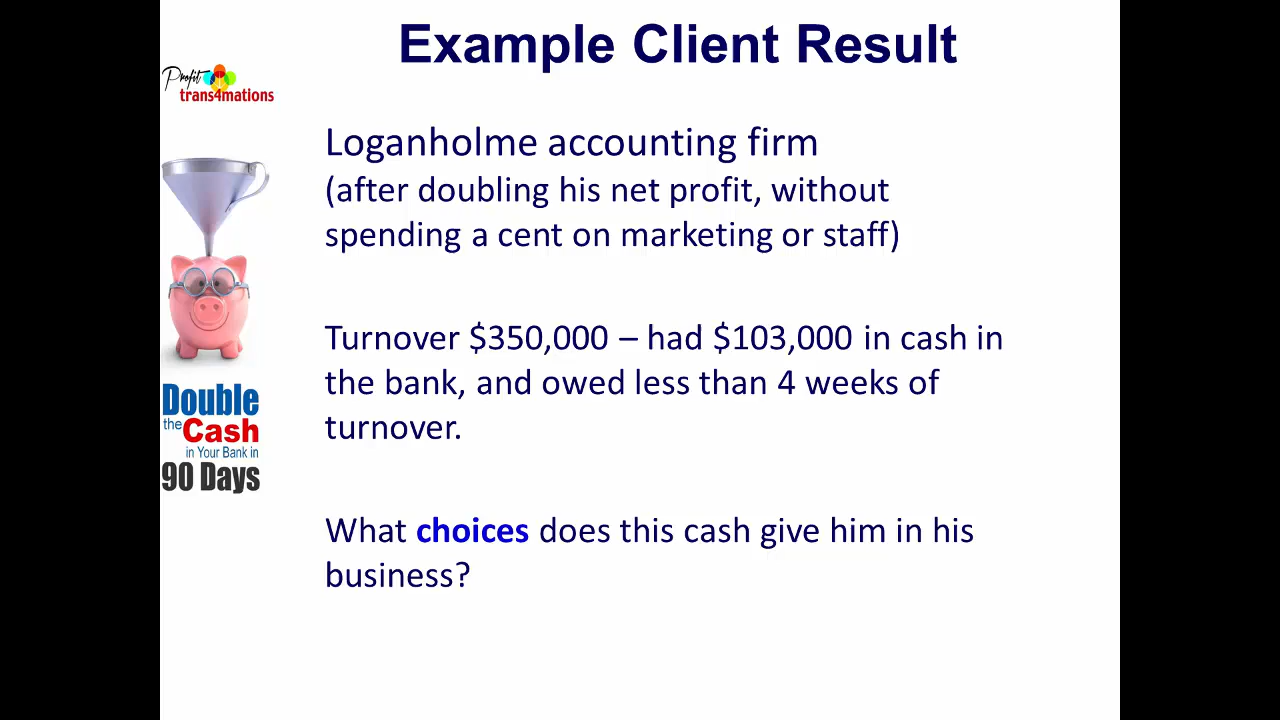 Example Client Result
Profit
trans4mations
Loganholme accounting firm
(after doubling his net profit, without
spending a cent on marketing or staff)
Turnover $350,000 – had $103,000 in cash in
the bank, and owed less than 4 weeks of
turnover.
Double
the Cash
in Your Bank in
90 Days
What choices does this cash give him in his
business?